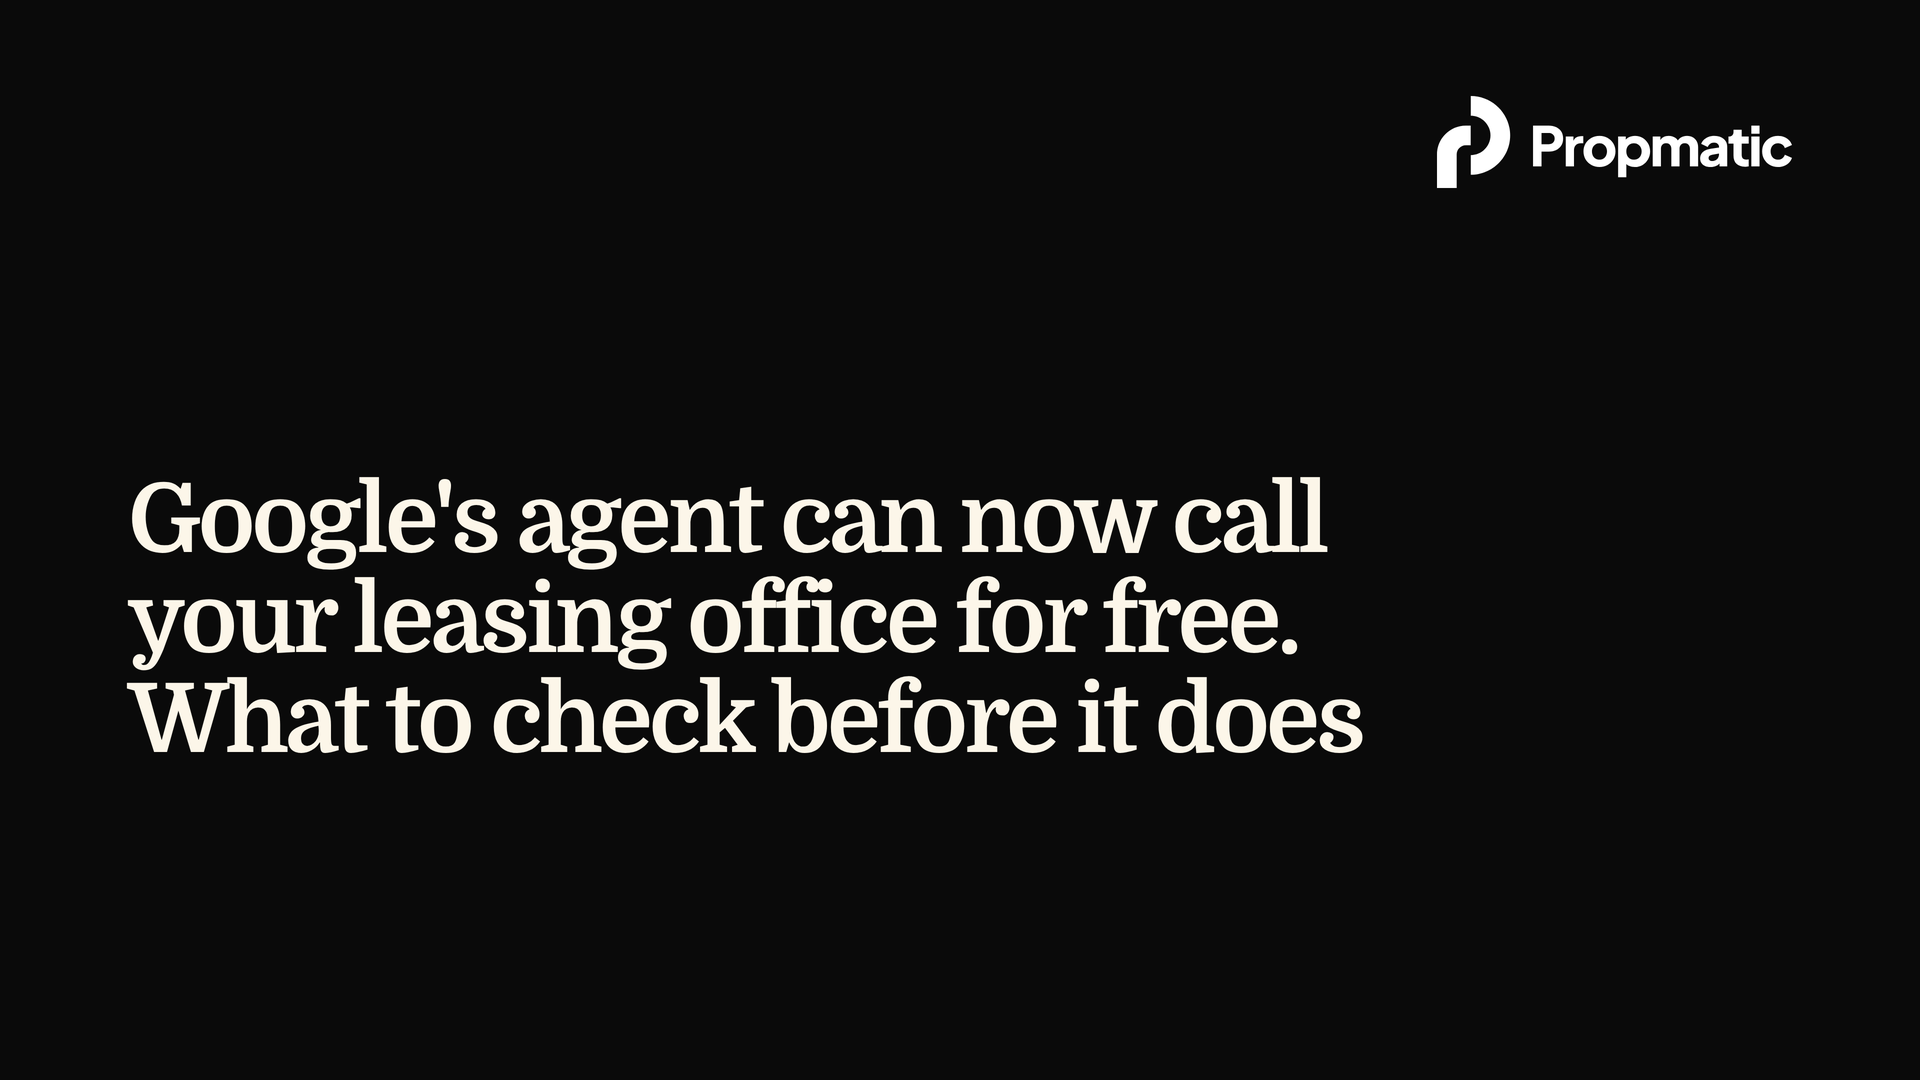 Propmatic
Google's agent can now call
your leasing office for free.
What to check before it does